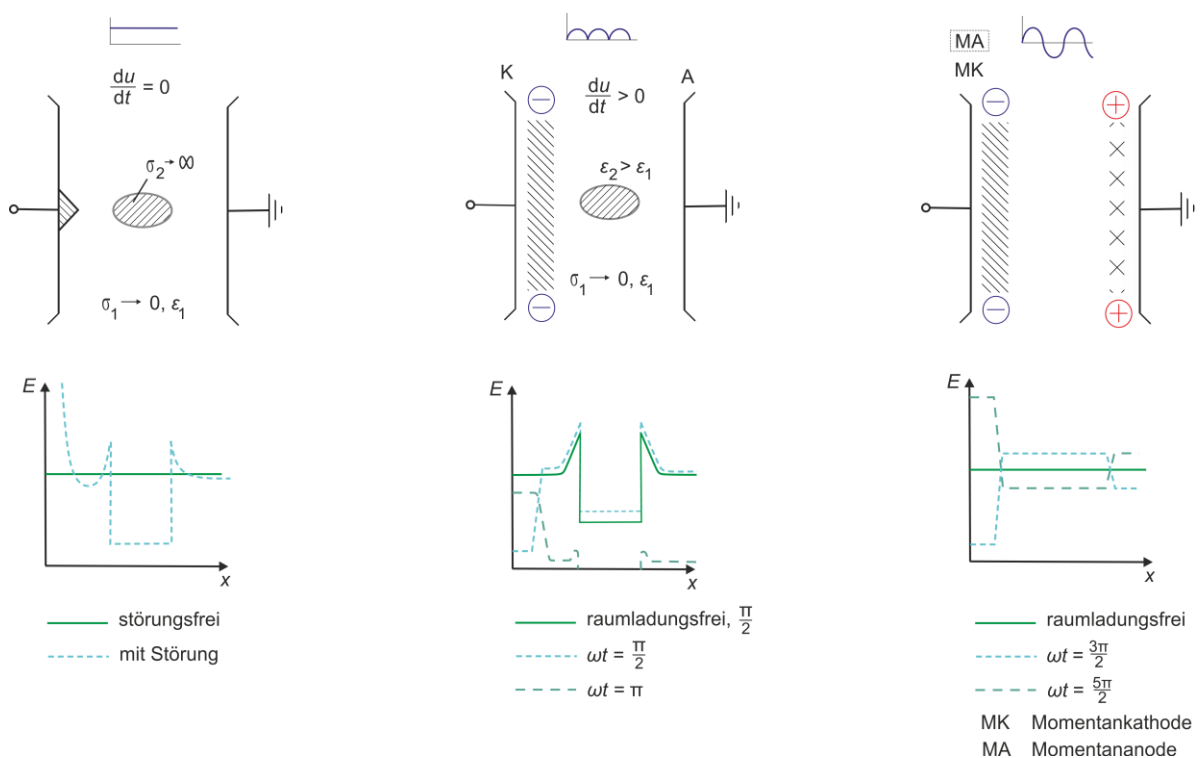 du/dt = 0
σ₂ → ∞
σ₁ → 0, ε₁
E
x
störungsfrei
mit Störung
K
A
du/dt > 0
−
ε₂ > ε₁
σ₁ → 0, ε₁
−
E
x
raumladungsfrei, π/2
ωt = π/2
ωt = π
MA
MK
−
+
−
+
E
x
raumladungsfrei
ωt = 3π/2
ωt = 5π/2
MK Momentankathode
MA Momentananode